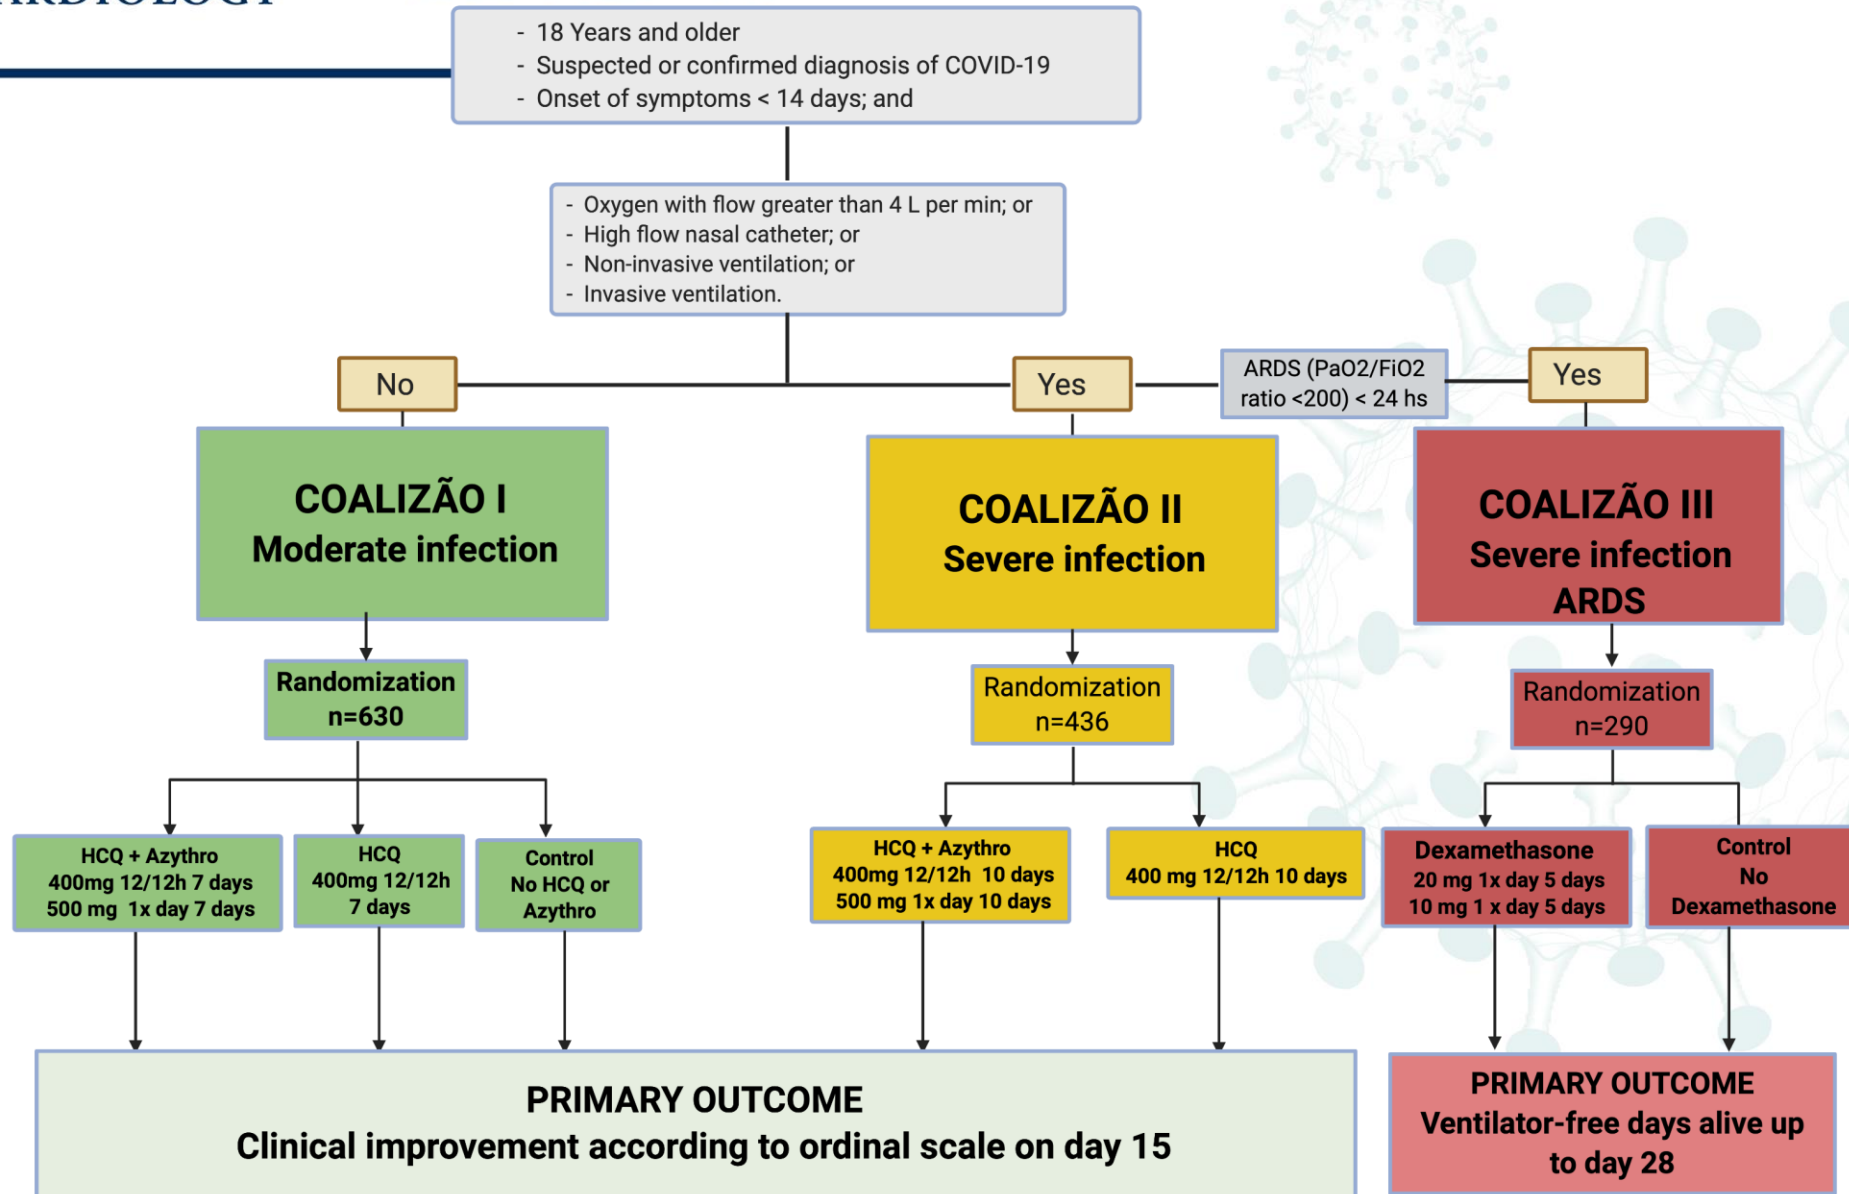 - 18 Years and older
- Suspected or confirmed diagnosis of COVID-19
- Onset of symptoms < 14 days; and
- Oxygen with flow greater than 4 L per min; or
- High flow nasal catheter; or
- Non-invasive ventilation; or
- Invasive ventilation.
No
Yes
ARDS (PaO2/FiO2
ratio <200) < 24 hs
Yes
COALIZÃO I
Moderate infection
COALIZÃO II
Severe infection
COALIZÃO III
Severe infection
ARDS
Randomization
n=630
Randomization
n=436
Randomization
n=290
HCQ + Azythro
400mg 12/12h 7 days
500 mg 1x day 7 days
HCQ
400mg 12/12h
7 days
Control
No HCQ or
Azythro
HCQ + Azythro
400mg 12/12h 10 days
500 mg 1x day 10 days
HCQ
400 mg 12/12h 10 days
Dexamethasone
20 mg 1x day 5 days
10 mg 1 x day 5 days
Control
No
Dexamethasone
PRIMARY OUTCOME
Clinical improvement according to ordinal scale on day 15
PRIMARY OUTCOME
Ventilator-free days alive up
to day 28